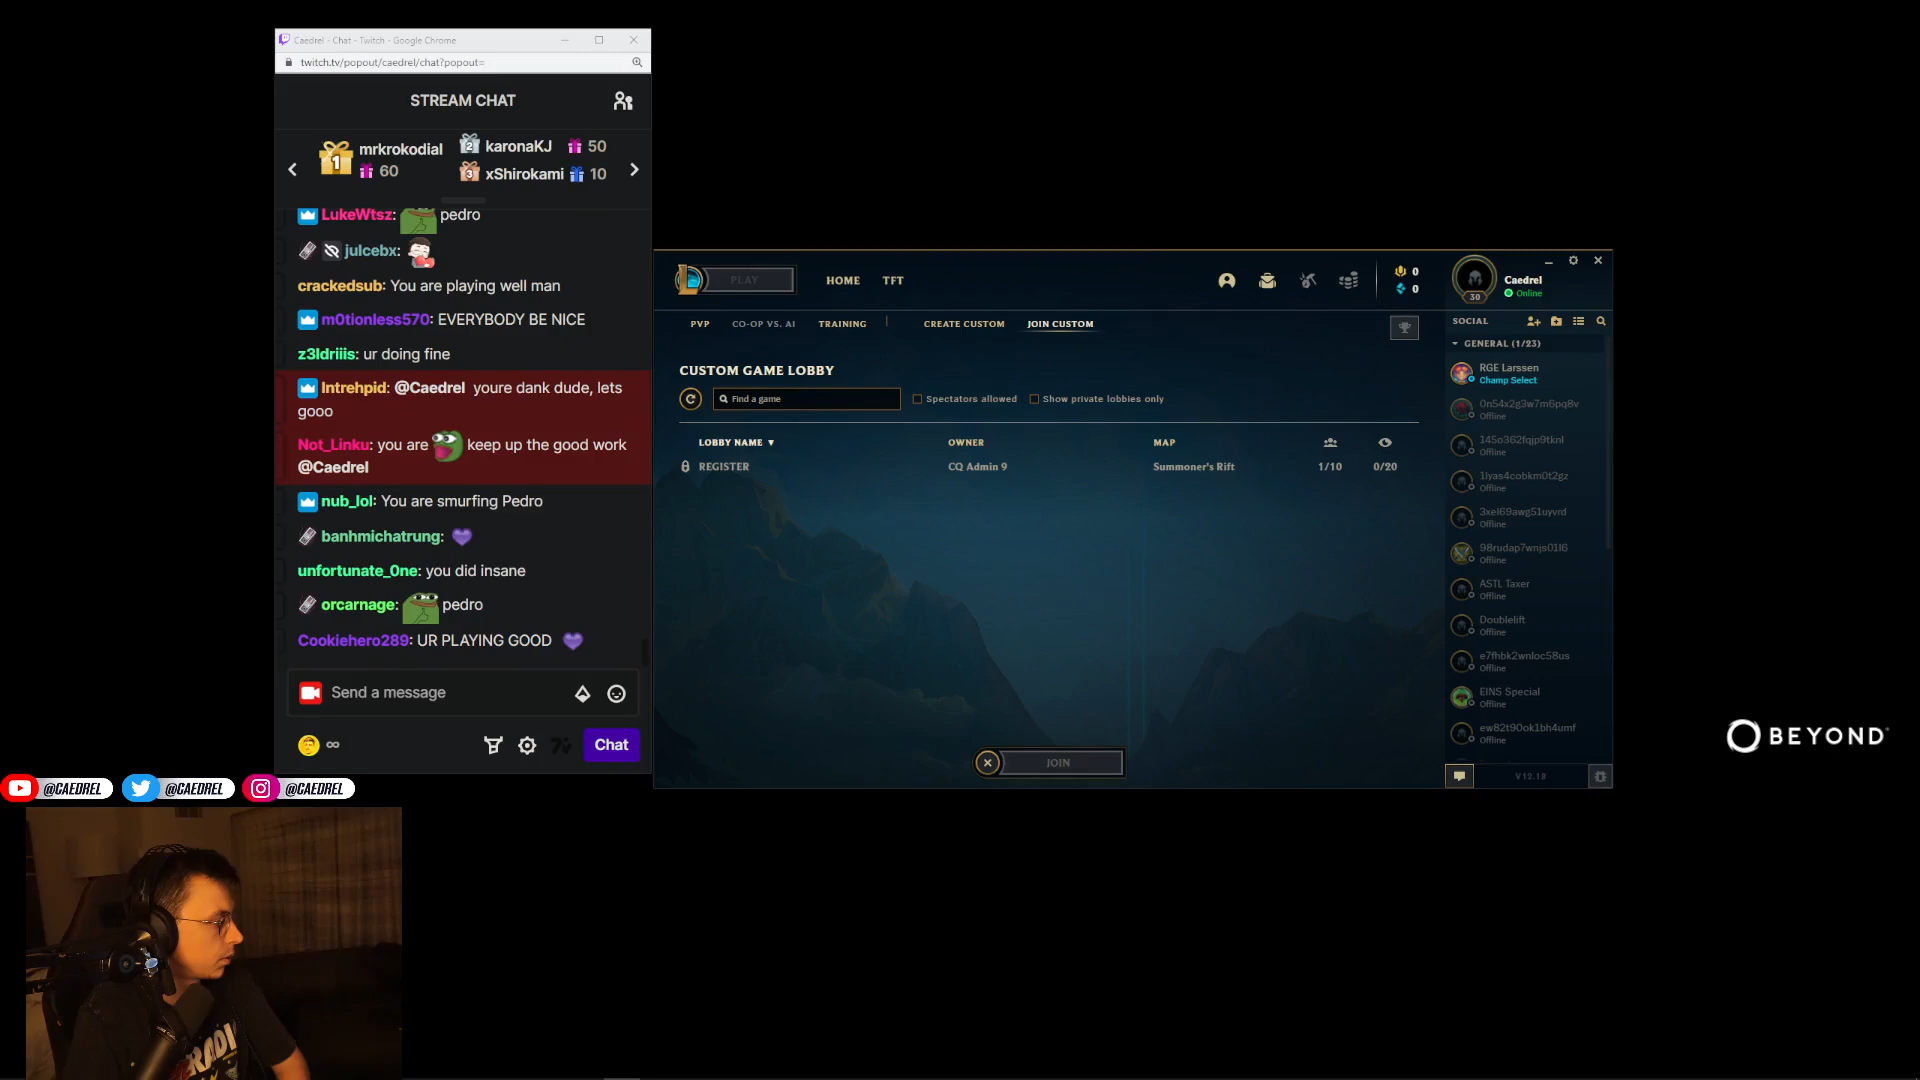 Caedrel - Chat - Twitch - Google Chrome
twitch.tv/popout/caedrel/chat?popout=
STREAM CHAT
1 mrkrokodial 60
2 karonaKJ 50
3 xShirokami 10
LukeWtsz: pedro
julcebx:
crackedsub: You are playing well man
m0tionless570: EVERYBODY BE NICE
z3ldriiis: ur doing fine
Intrehpid: @Caedrel youre dank dude, lets
gooo
Not_Linku: you are keep up the good work
@Caedrel
nub_lol: You are smurfing Pedro
banhmichatrung:
unfortunate_0ne: you did insane
orcarnage: pedro
Cookiehero289: UR PLAYING GOOD
Send a message
∞
Chat
@CAEDREL @CAEDREL @CAEDREL
PLAY HOME TFT
0
0
PVP CO-OP VS. AI TRAINING CREATE CUSTOM JOIN CUSTOM
CUSTOM GAME LOBBY
Find a game Spectators allowed Show private lobbies only
LOBBY NAME ▼ OWNER MAP
REGISTER CQ Admin 9 Summoner's Rift 1/10 0/20
JOIN
Caedrel
Online
30
SOCIAL
GENERAL (1/23)
RGE Larssen
Champ Select
0n54x2g3w7m6pq8v
Offline
145o362fqjp9tknl
Offline
1lyas4cobkm0t2gz
Offline
3xel69awg51uyvrd
Offline
98rudap7wnjs01l6
Offline
ASTL Taxer
Offline
Doublelift
Offline
e7fhbk2wnloc58us
Offline
EINS Special
Offline
ew82t90ok1bh4umf
Offline
V12.18
BEYOND